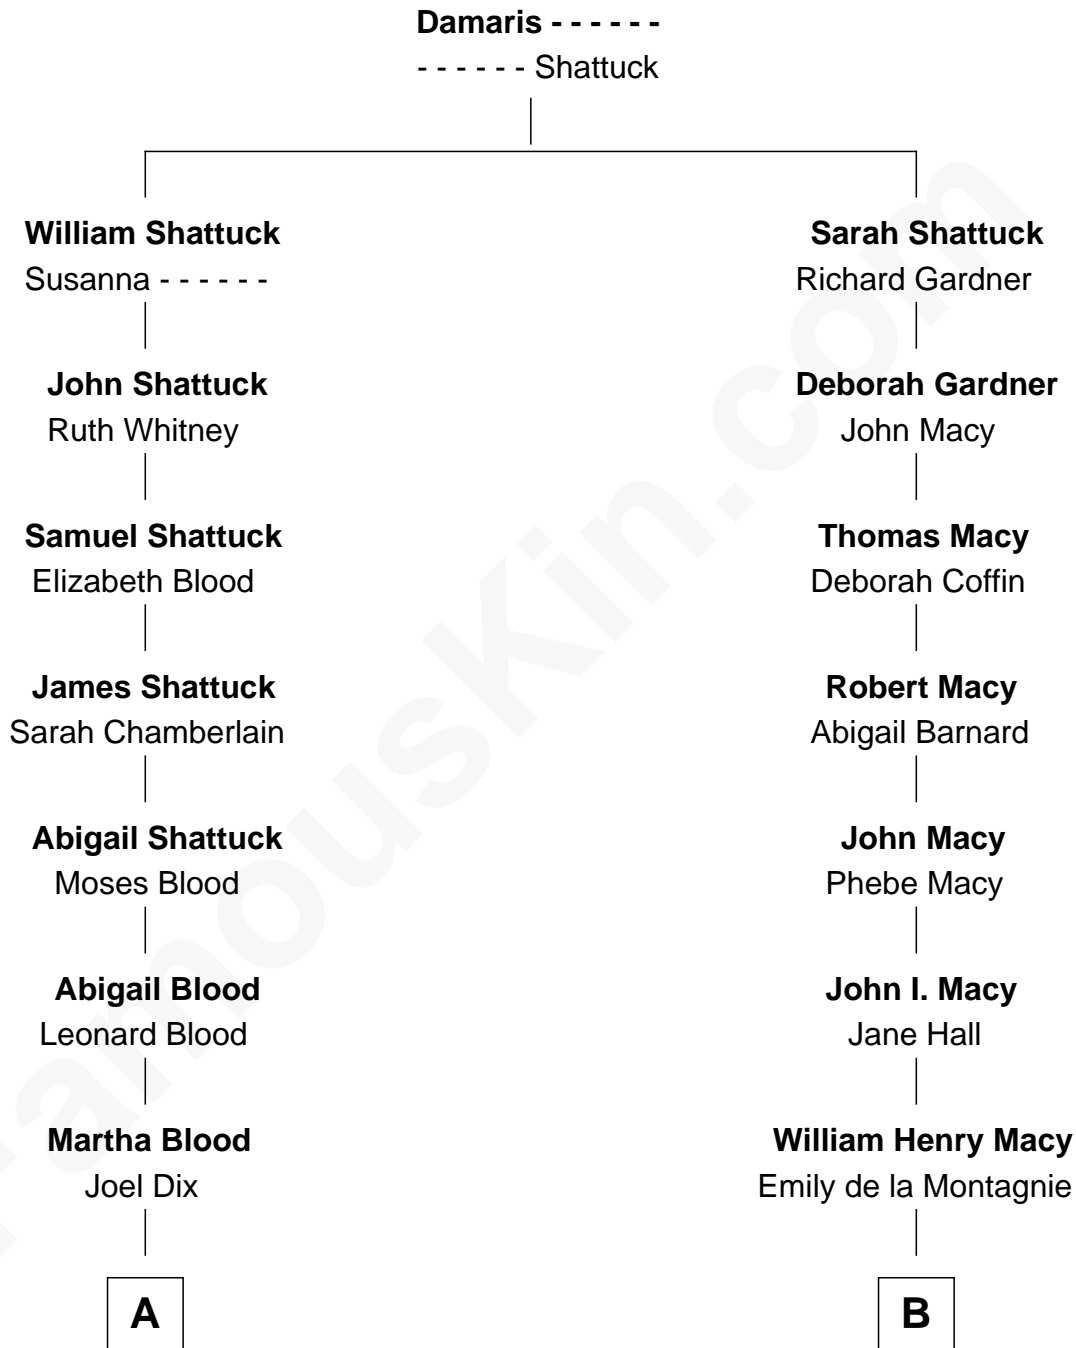 Damaris - - - - - -
- - - - - - Shattuck
William Shattuck
Susanna - - - - - -
John Shattuck
Ruth Whitney
Samuel Shattuck
Elizabeth Blood
James Shattuck
Sarah Chamberlain
Abigail Shattuck
Moses Blood
Abigail Blood
Leonard Blood
Martha Blood
Joel Dix
A
Sarah Shattuck
Richard Gardner
Deborah Gardner
John Macy
Thomas Macy
Deborah Coffin
Robert Macy
Abigail Barnard
John Macy
Phebe Macy
John I. Macy
Jane Hall
William Henry Macy
Emily de la Montagnie
B
FamousKin.com